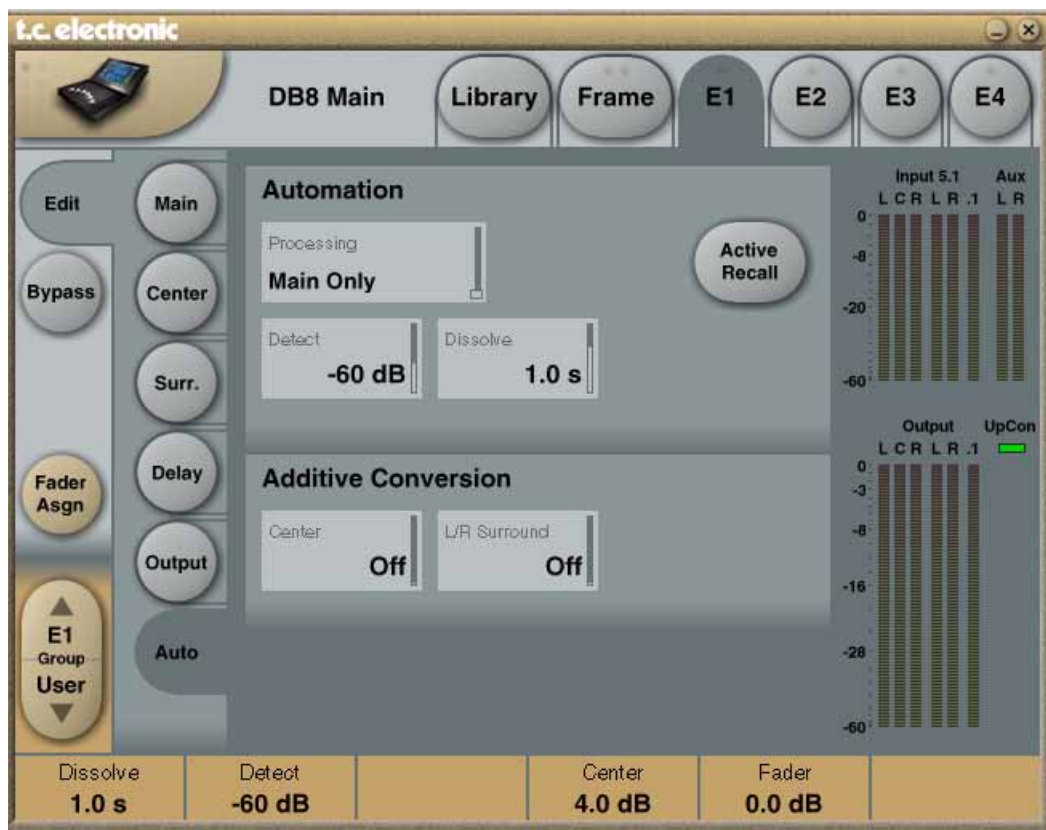 t.c. electronic
DB8 Main
Library
Frame
E1
E2
E3
E4
Edit
Bypass
Fader
Asgn
E1
Group
User
Main
Center
Surr.
Delay
Output
Auto
Automation
Processing
Main Only
Active
Recall
Detect
-60 dB
Dissolve
1.0 s
Additive Conversion
Center
Off
L/R Surround
Off
Input 5.1
Aux
L C R L R .1
L R
0
-8
-20
-60
Output
UpCon
L C R L R .1
0
-3
-8
-16
-28
-60
Dissolve
1.0 s
Detect
-60 dB
Center
4.0 dB
Fader
0.0 dB